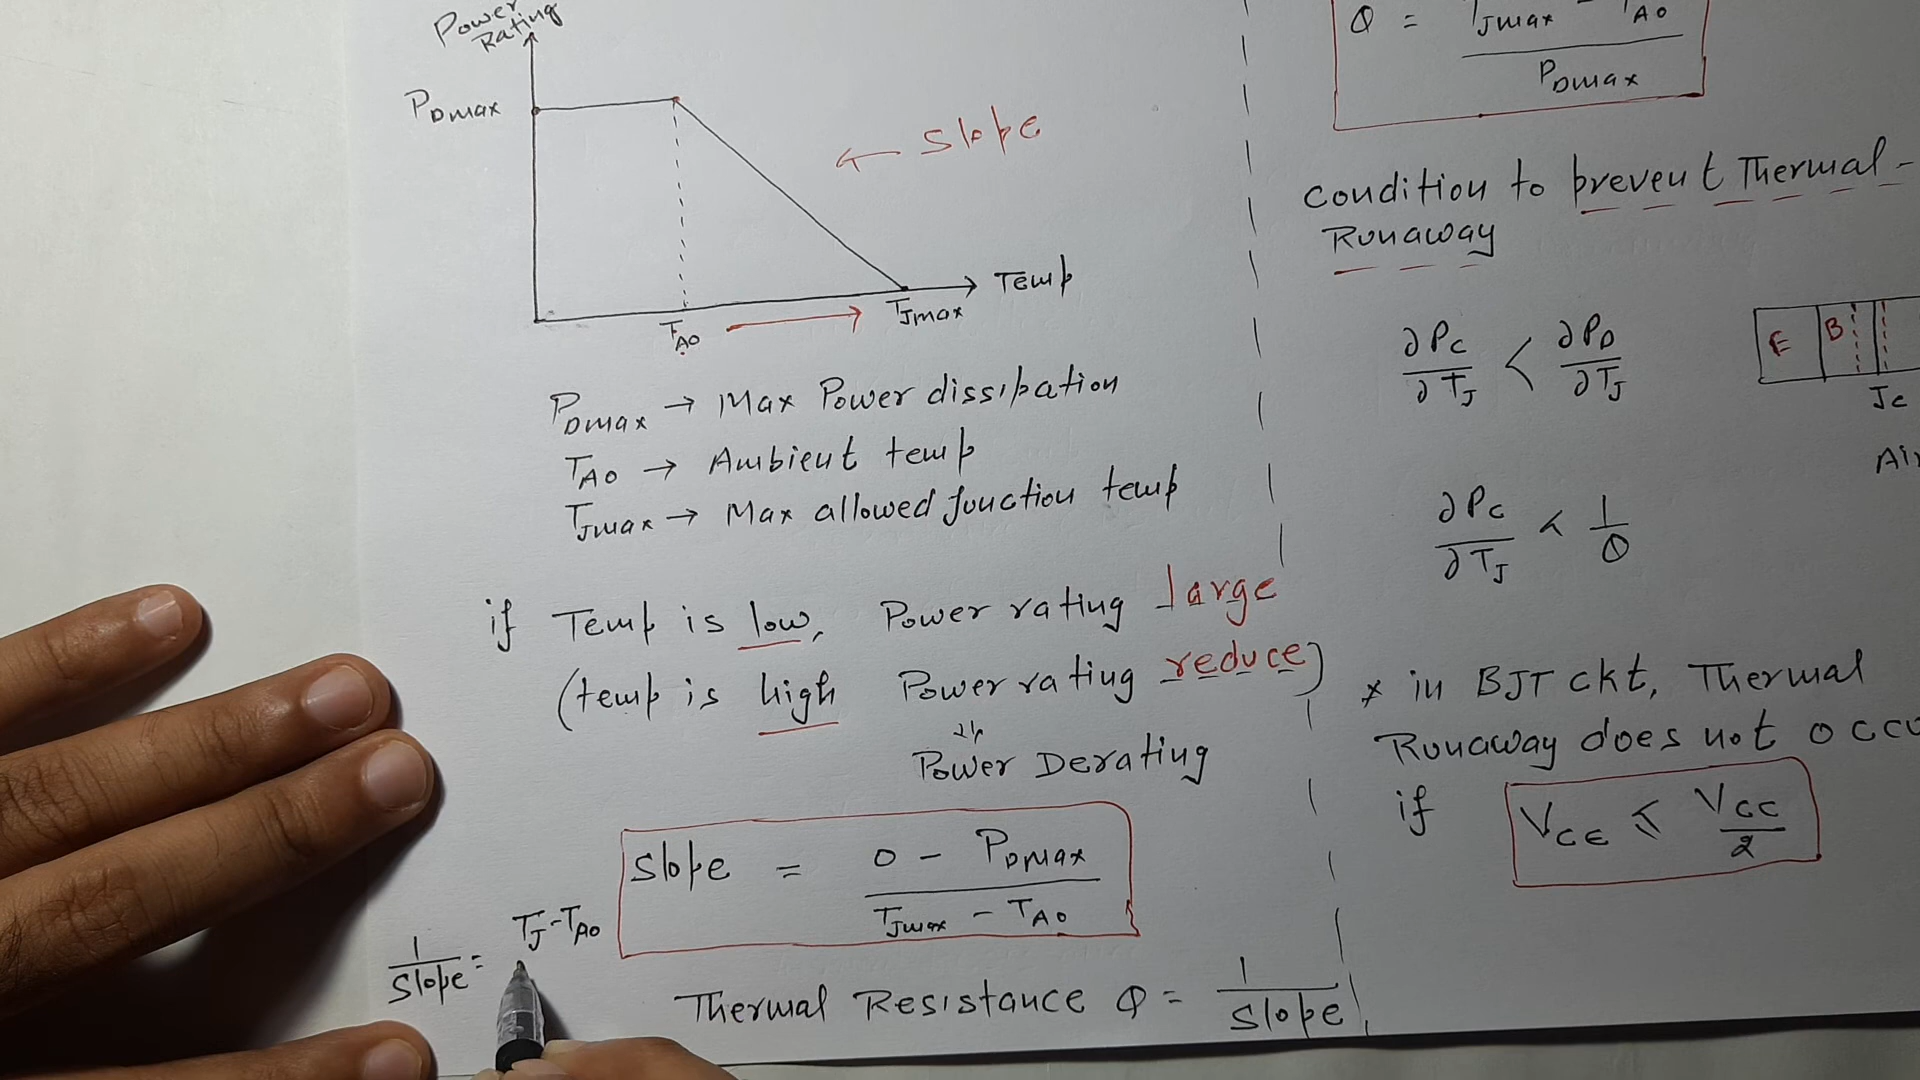 Power
Rating
PDmax
← Slope
Temp
TAO
TJmax
PDmax → Max Power dissipation
TAO → Ambient temp
TJmax → Max allowed junction temp
if Temp is low, Power rating large
(temp is high Power rating reduce)
Power Derating
Slope = 0 - PDMax / TJmax - TAO
1/Slope = TJ - TAO
Thermal Resistance θ = 1/Slope
θ = TJmax - TAO / PDmax
Condition to prevent Thermal -
Runaway
∂PC/∂TJ < ∂PD/∂TJ
E B
Jc
∂PC/∂TJ < 1/θ
* in BJT ckt, Thermal
Runaway does not occu
if VCE ≤ VCC/2